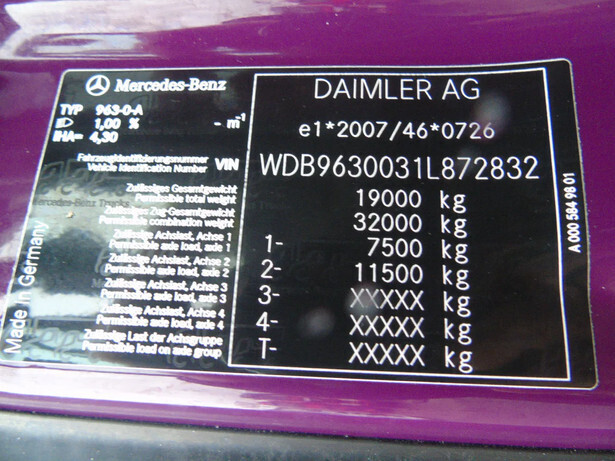 Mercedes-Benz
TYP 963-0-A
1,00 % - m-1
IHA= 4,30
Fahrzeugidentifizierungsnummer
Vehicle Identification Number VIN
Zulässiges Gesamtgewicht
Permissible total weight
Zulässiges Zug-Gesamtgewicht
Permissible combination weight
Zulässige Achslast, Achse 1
Permissible axle load, axle 1
Zulässige Achslast, Achse 2
Permissible axle load, axle 2
Zulässige Achslast, Achse 3
Permissible axle load, axle 3
Zulässige Achslast, Achse 4
Permissible axle load, axle 4
Zulässige Last der Achsgruppe
Permissible load on axle group
Mercedes-Benz Trucks
Made in Germany
DAIMLER AG
e1*2007/46*0726
WDB9630031L872832
19000 kg
32000 kg
1- 7500 kg
2- 11500 kg
3- XXXXX kg
4- XXXXX kg
T- XXXXX kg
A 000 584 98 01